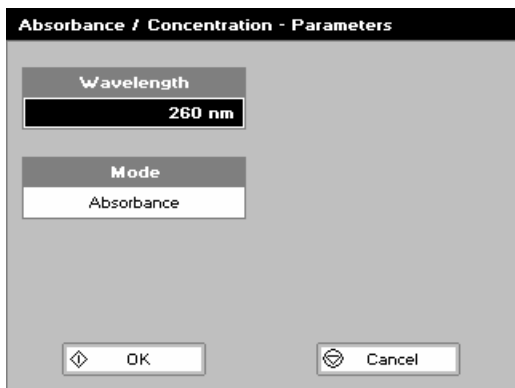 Absorbance / Concentration - Parameters
Wavelength
260 nm
Mode
Absorbance
OK
Cancel